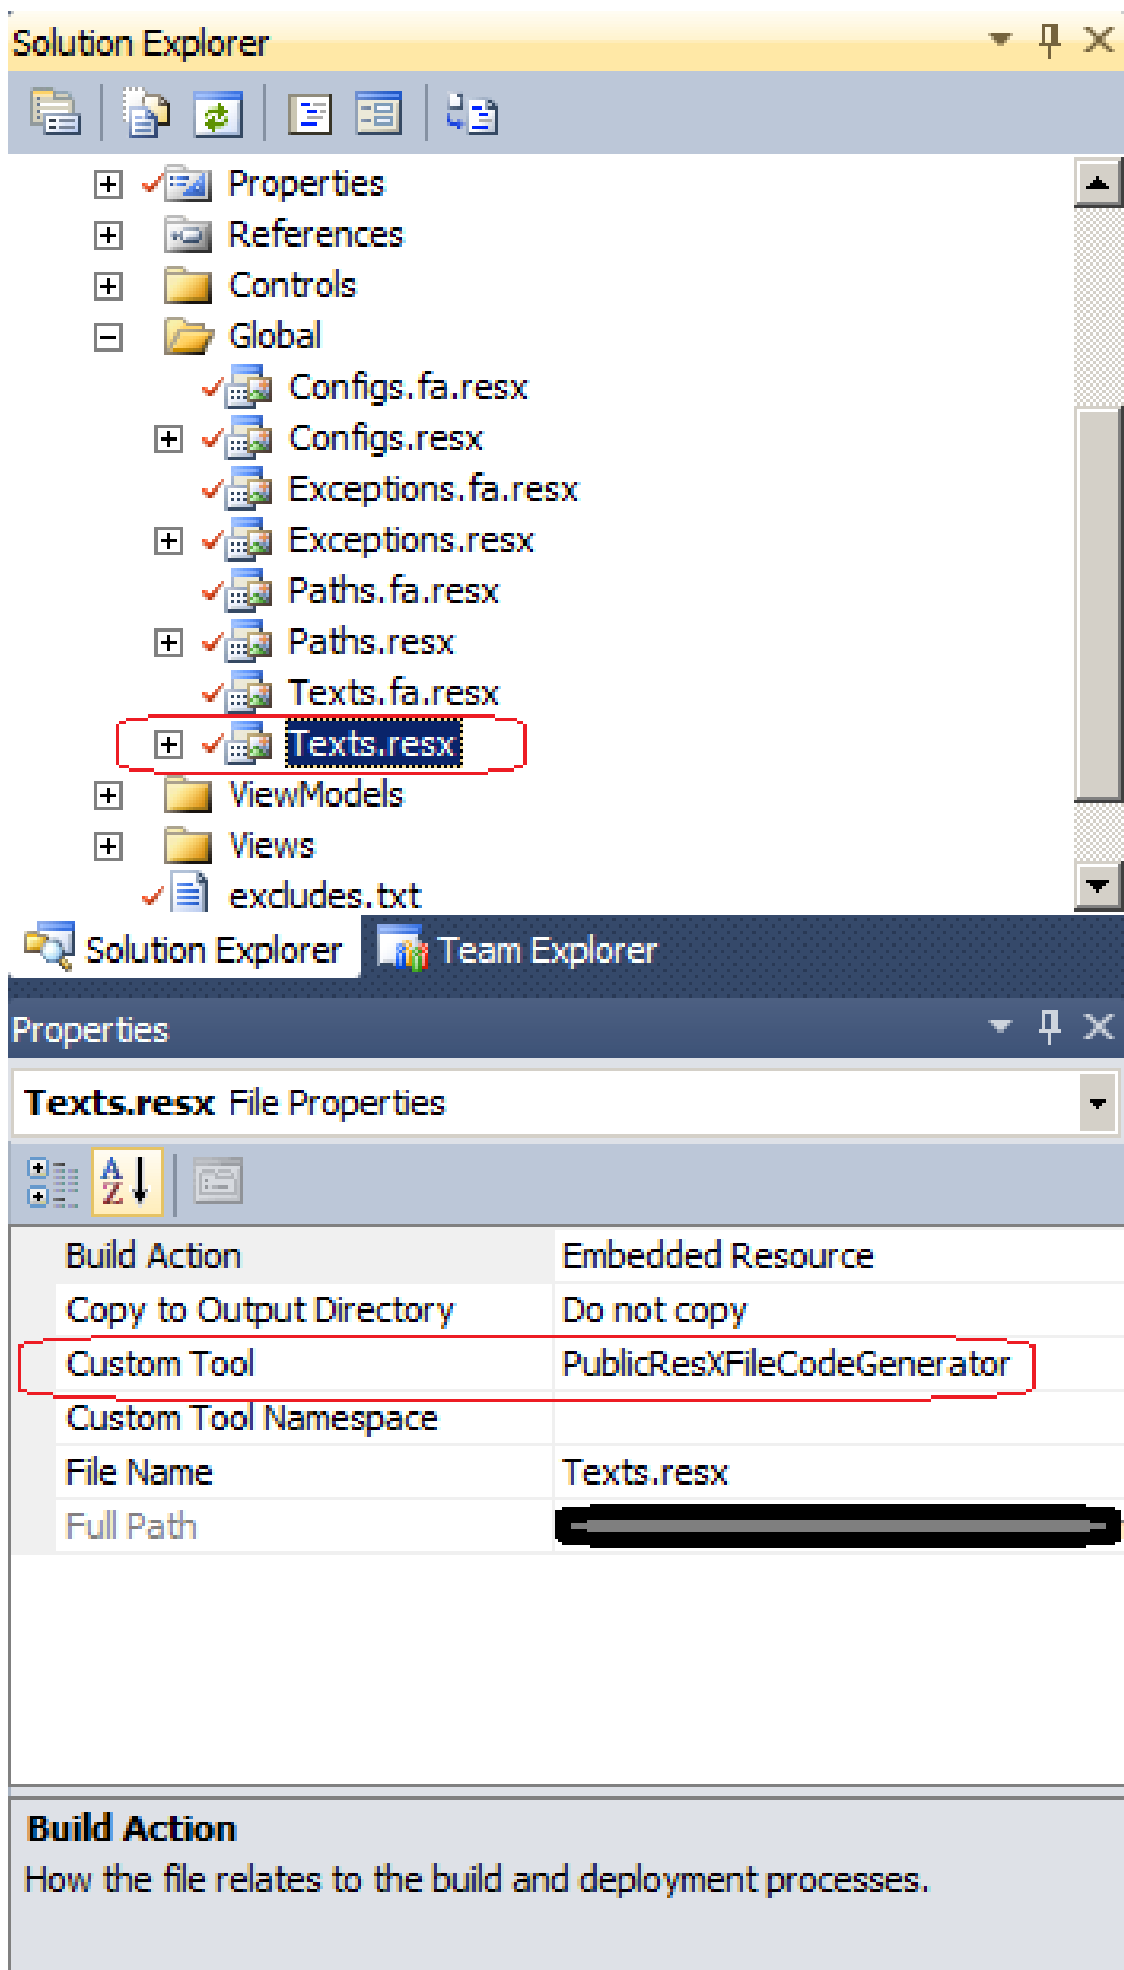 Solution Explorer
Properties
References
Controls
Global
Configs.fa.resx
Configs.resx
Exceptions.fa.resx
Exceptions.resx
Paths.fa.resx
Paths.resx
Texts.fa.resx
Texts.resx
ViewModels
Views
excludes.txt
Solution Explorer Team Explorer
Properties
Texts.resx File Properties
Build Action Embedded Resource
Copy to Output Directory Do not copy
Custom Tool PublicResXFileCodeGenerator
Custom Tool Namespace
File Name Texts.resx
Full Path
Build Action
How the file relates to the build and deployment processes.